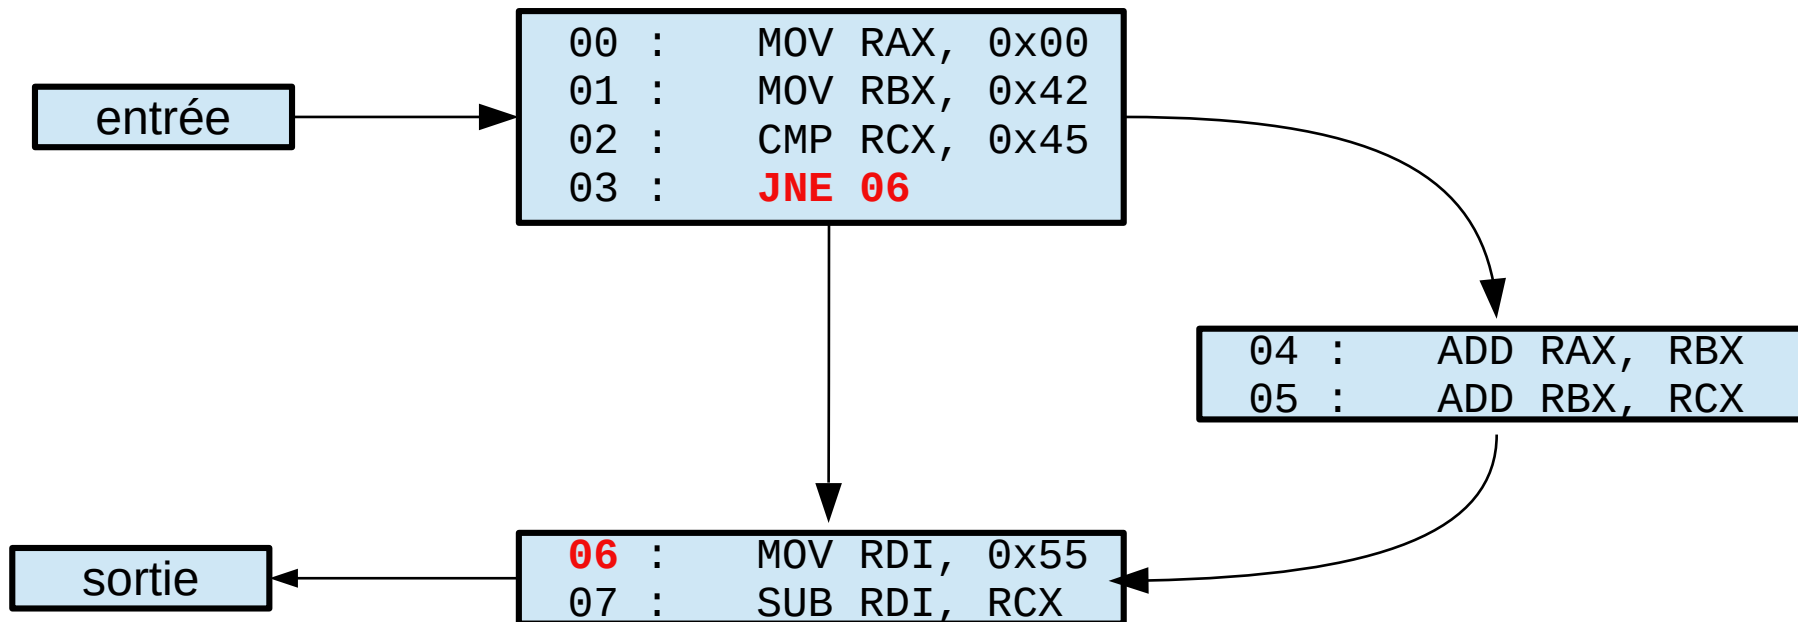 entrée
00 : MOV RAX, 0x00
01 : MOV RBX, 0x42
02 : CMP RCX, 0x45
03 : JNE 06
04 : ADD RAX, RBX
05 : ADD RBX, RCX
06 : MOV RDI, 0x55
07 : SUB RDI, RCX
sortie